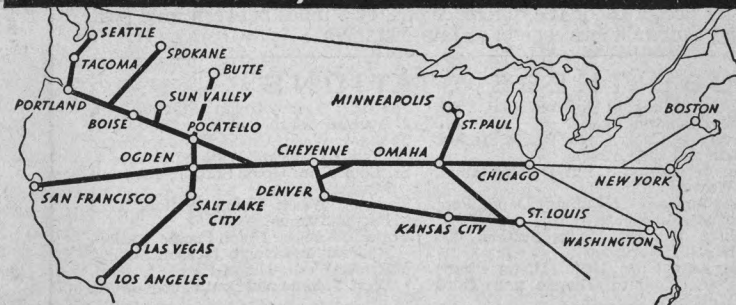 SEATTLE
SPOKANE
TACOMA
BUTTE
SUN VALLEY
PORTLAND
BOISE
POCATELLO
MINNEAPOLIS
ST. PAUL
BOSTON
OGDEN
CHEYENNE
OMAHA
CHICAGO
NEW YORK
SAN FRANCISCO
SALT LAKE
CITY
DENVER
KANSAS CITY
ST. LOUIS
WASHINGTON
LAS VEGAS
LOS ANGELES